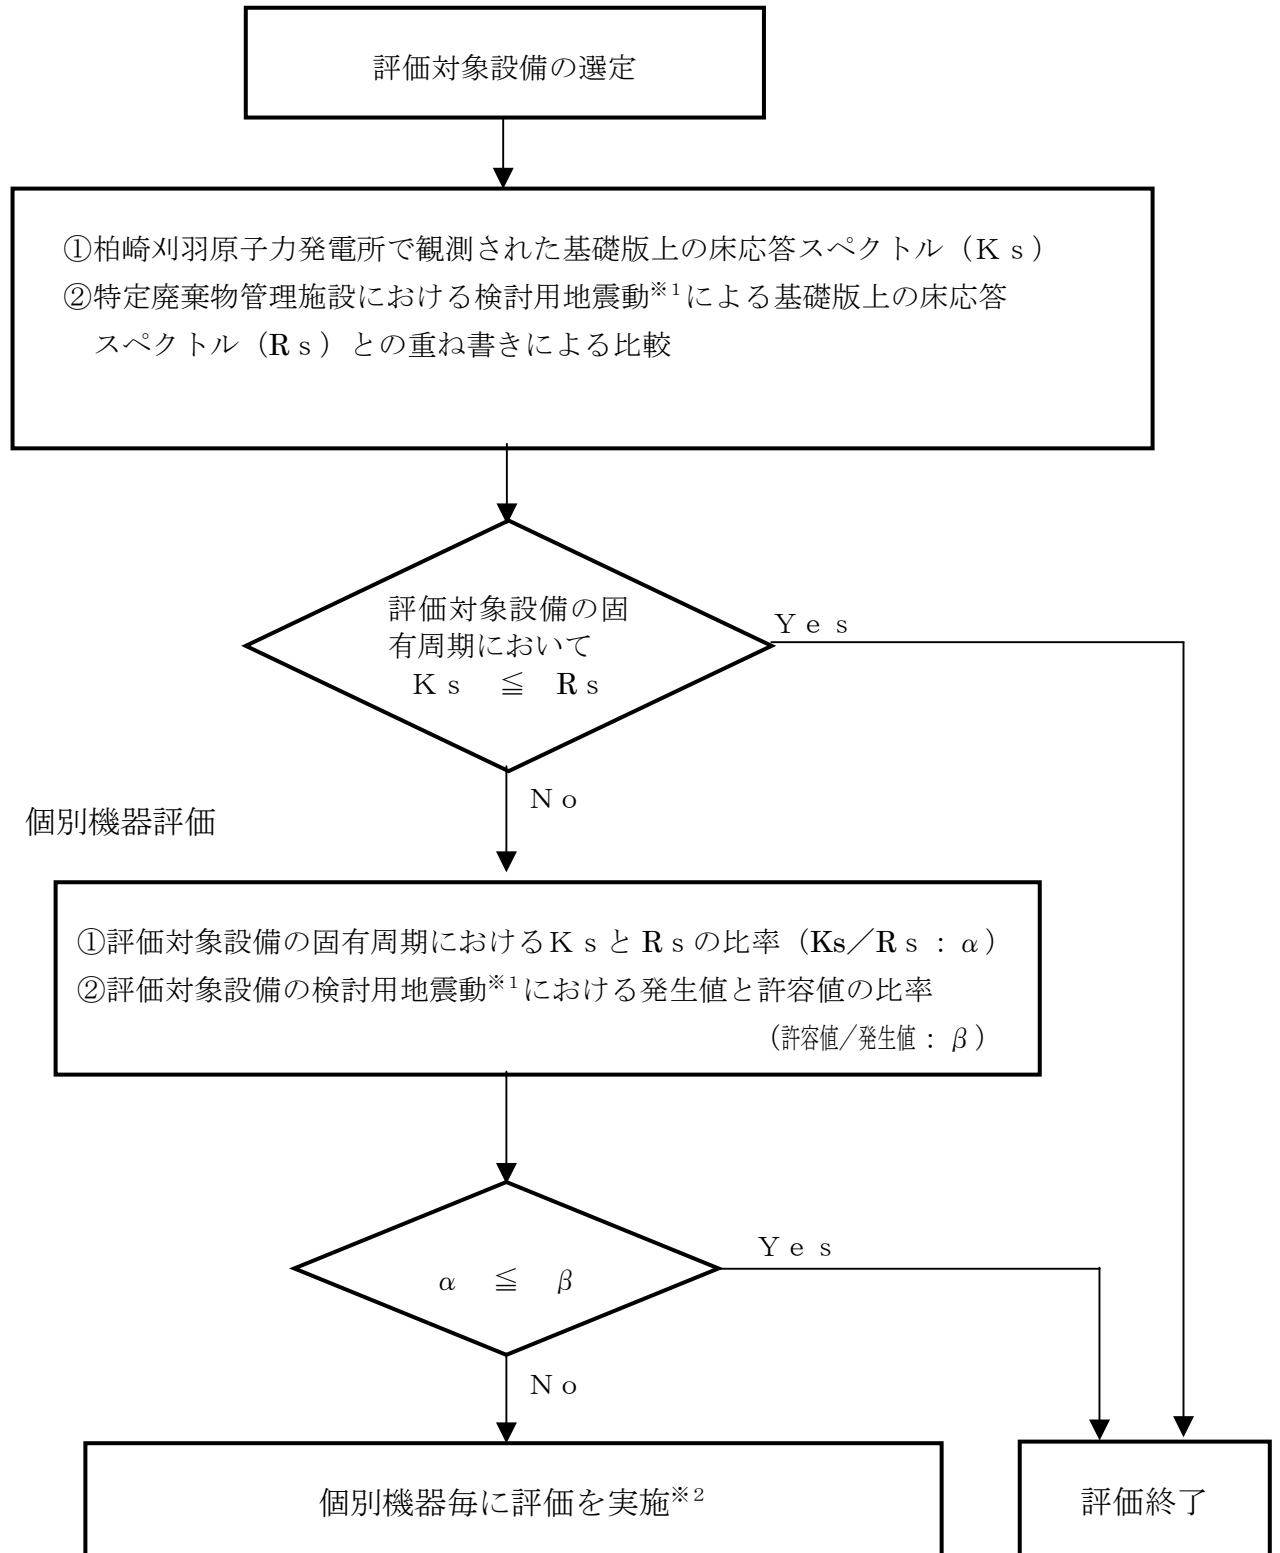 評価対象設備の選定
①柏崎刈羽原子力発電所で観測された基礎版上の床応答スペクトル（Ｋｓ）
②特定廃棄物管理施設における検討用地震動※1による基礎版上の床応答
スペクトル（Ｒｓ）との重ね書きによる比較
評価対象設備の固
有周期において
Ｋｓ ≦ Ｒｓ
Ｙｅｓ
Ｎｏ
個別機器評価
①評価対象設備の固有周期におけるＫｓとＲｓの比率（Ks／Ｒｓ：α）
②評価対象設備の検討用地震動※1における発生値と許容値の比率
（許容値／発生値：β）
α ≦ β
Ｙｅｓ
Ｎｏ
個別機器毎に評価を実施※2
評価終了